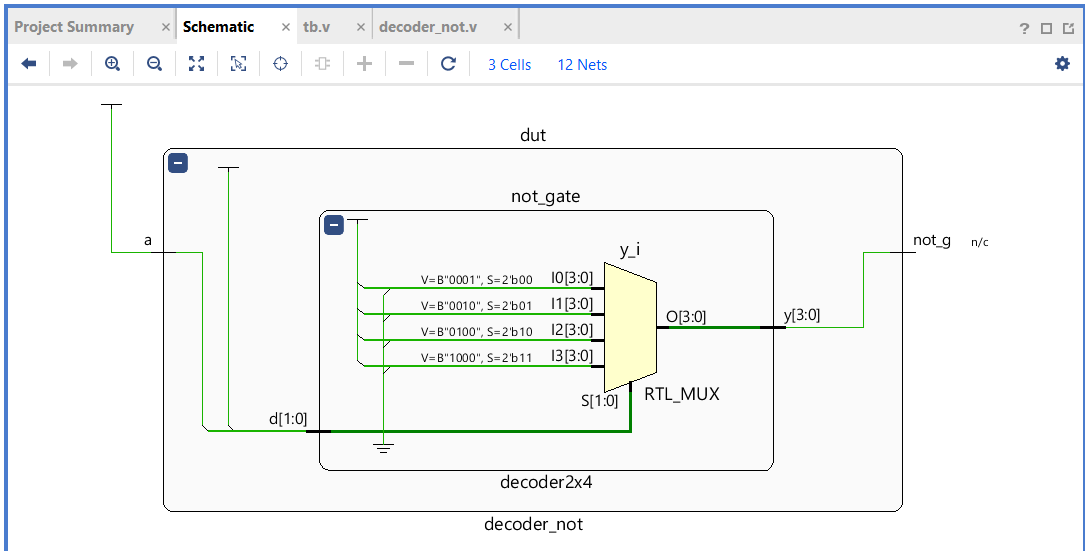 Project Summary × Schematic × tb.v × decoder_not.v × ?
3 Cells 12 Nets
dut
not_gate
a
y_i
not_g n/c
V=B"0001", S=2'b00 I0[3:0]
V=B"0010", S=2'b01 I1[3:0]
O[3:0] y[3:0]
V=B"0100", S=2'b10 I2[3:0]
V=B"1000", S=2'b11 I3[3:0]
S[1:0] RTL_MUX
d[1:0]
decoder2x4
decoder_not